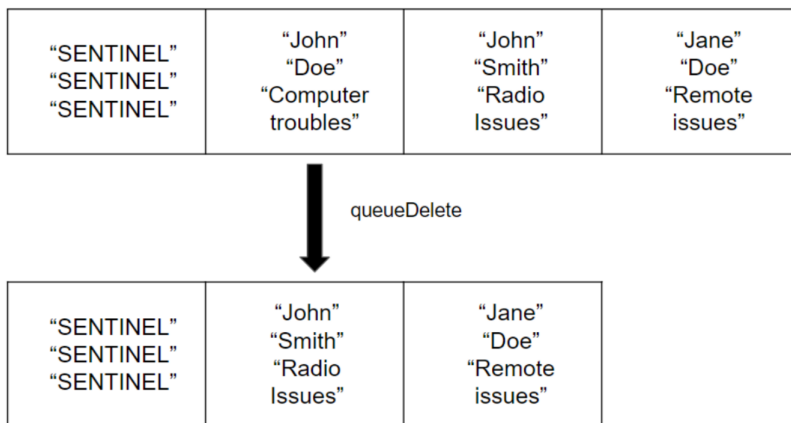 “SENTINEL”
“SENTINEL”
“SENTINEL”
“John”
“Doe”
“Computer
troubles”
“John”
“Smith”
“Radio
Issues”
“Jane”
“Doe”
“Remote
issues”
queueDelete
“SENTINEL”
“SENTINEL”
“SENTINEL”
“John”
“Smith”
“Radio
Issues”
“Jane”
“Doe”
“Remote
issues”